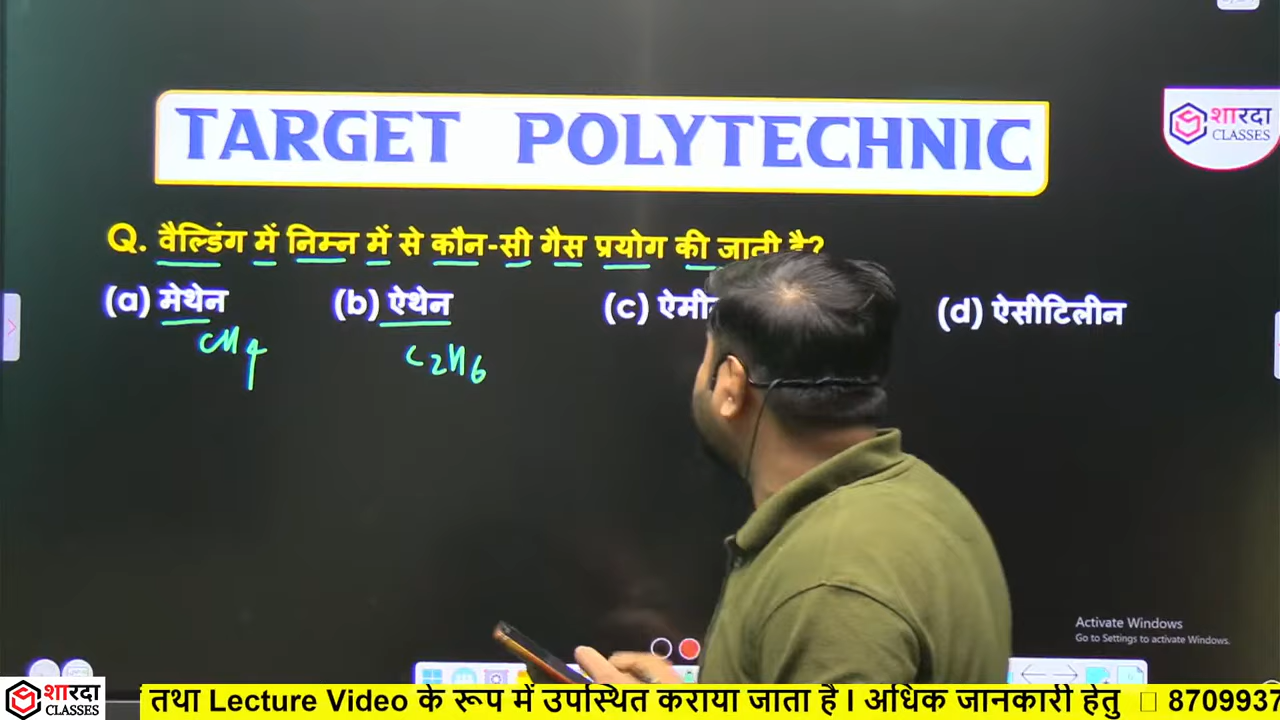 TARGET POLYTECHNIC
शारदा
CLASSES
Q. वैल्डिंग में निम्न में से कौन-सी गैस प्रयोग की जाती है?
(a) मेथेन (b) ऐथेन (c) (d) ऐसीटिलीन
CH4 C2H6
Activate Windows
Go to Settings to activate Windows.
शारदा
CLASSES
तथा Lecture Video के रूप में उपस्थित कराया जाता है I अधिक जानकारी हेतु 8709937